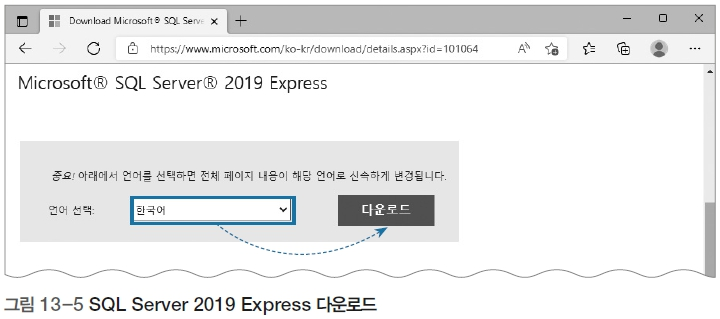 Download Microsoft® SQL Serve
https://www.microsoft.com/ko-kr/download/details.aspx?id=101064
Microsoft® SQL Server® 2019 Express
중요! 아래에서 언어를 선택하면 전체 페이지 내용이 해당 언어로 신속하게 변경됩니다.
언어 선택: 한국어 다운로드
그림 13-5 SQL Server 2019 Express 다운로드